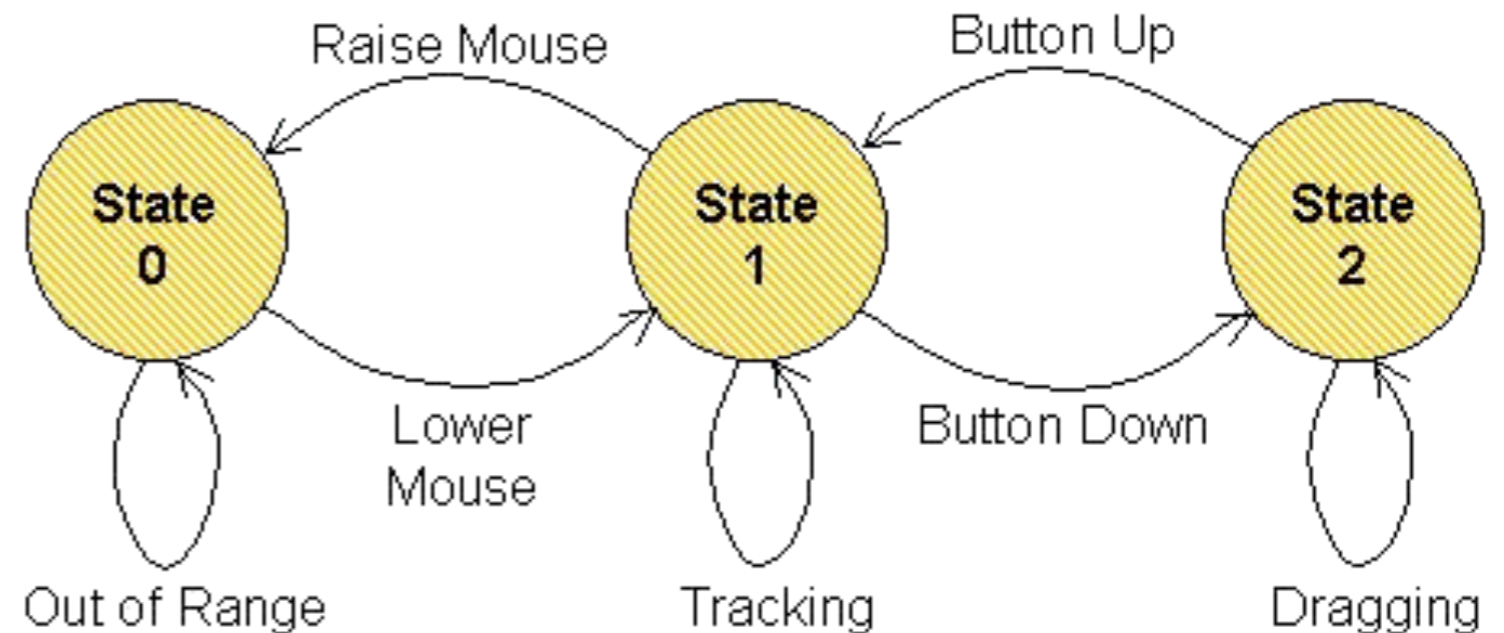 Raise Mouse
Button Up
State
0
State
1
State
2
Lower
Mouse
Button Down
Out of Range
Tracking
Dragging